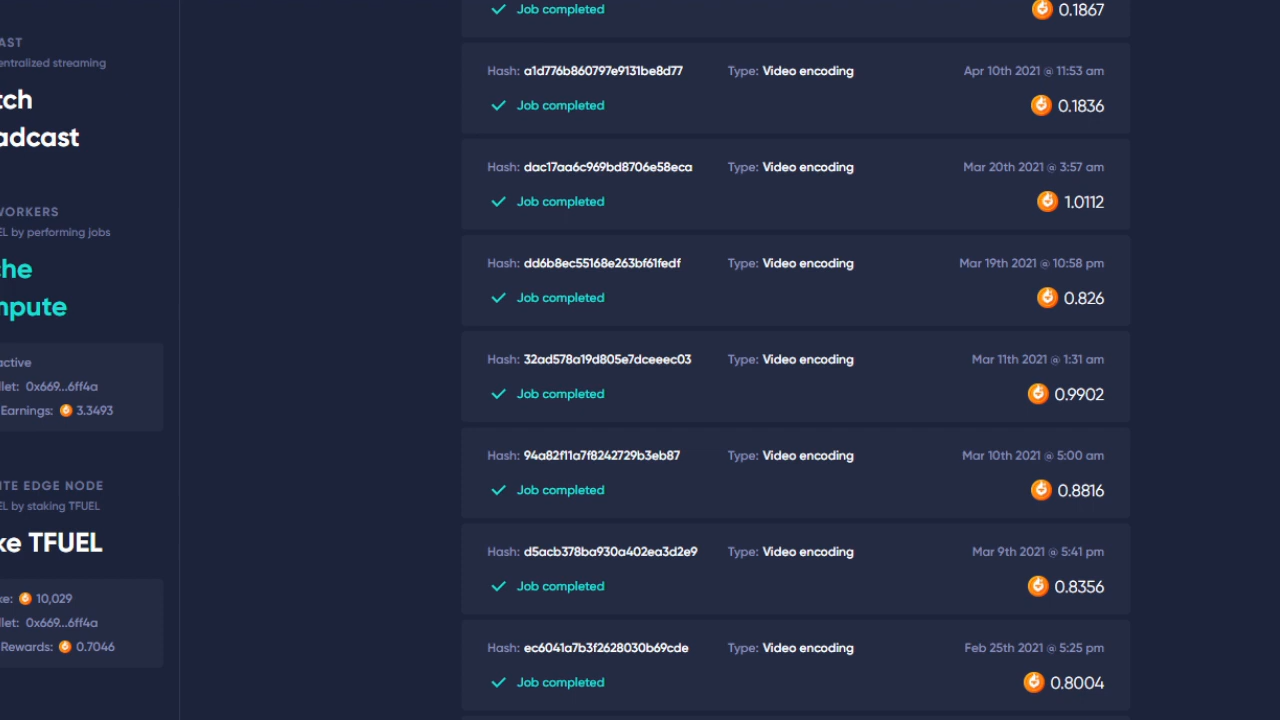 AST
entralized streaming
tch
adcast
WORKERS
EL by performing jobs
che
mpute
active
llet: 0x669...6ff4a
Earnings: 3.3493
ITE EDGE NODE
EL by staking TFUEL
ke TFUEL
ke: 10,029
llet: 0x669...6ff4a
Rewards: 0.7046
Job completed 0.1867
Hash: a1d776b860797e9131be8d77 Type: Video encoding Apr 10th 2021 @ 11:53 am
Job completed 0.1836
Hash: dac17aa6c969bd8706e58eca Type: Video encoding Mar 20th 2021 @ 3:57 am
Job completed 1.0112
Hash: dd6b8ec55168e263bf61fedf Type: Video encoding Mar 19th 2021 @ 10:58 pm
Job completed 0.826
Hash: 32ad578a19d805e7dceeec03 Type: Video encoding Mar 11th 2021 @ 1:31 am
Job completed 0.9902
Hash: 94a82f11a7f8242729b3eb87 Type: Video encoding Mar 10th 2021 @ 5:00 am
Job completed 0.8816
Hash: d5acb378ba930a402ea3d2e9 Type: Video encoding Mar 9th 2021 @ 5:41 pm
Job completed 0.8356
Hash: ec6041a7b3f2628030b69cde Type: Video encoding Feb 25th 2021 @ 5:25 pm
Job completed 0.8004